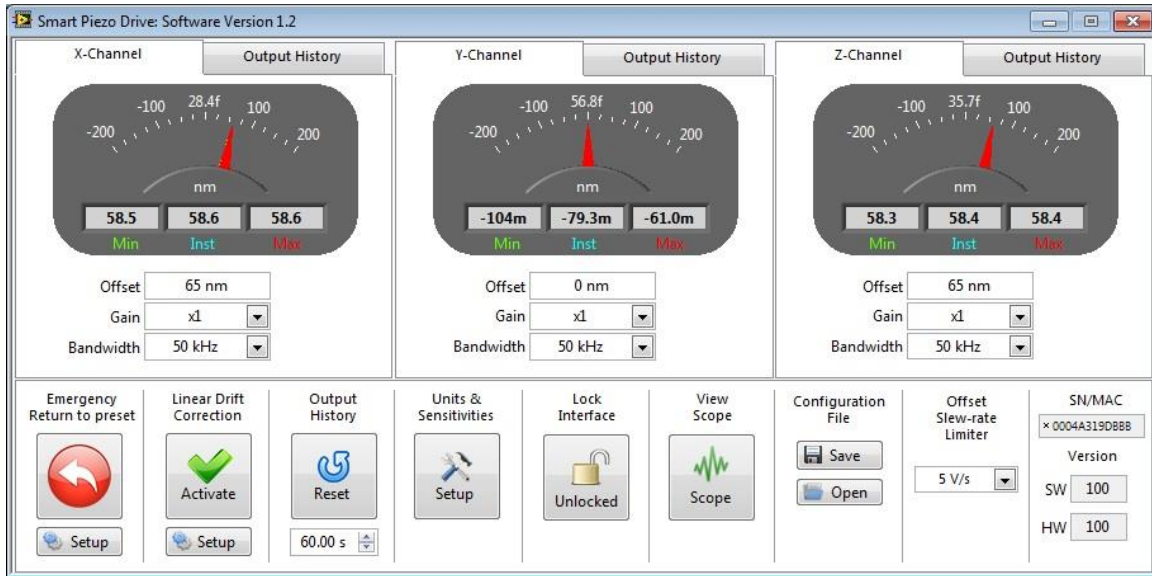 Smart Piezo Drive: Software Version 1.2
X-Channel
Output History
-200
-100
28.4f
100
200
nm
58.5 58.6 58.6
Min Inst Max
Offset 65 nm
Gain x1
Bandwidth 50 kHz
Y-Channel
Output History
-200
-100
56.8f
100
200
nm
-104m -79.3m -61.0m
Min Inst Max
Offset 0 nm
Gain x1
Bandwidth 50 kHz
Z-Channel
Output History
-200
-100
35.7f
100
200
nm
58.3 58.4 58.4
Min Inst Max
Offset 65 nm
Gain x1
Bandwidth 50 kHz
Emergency
Return to preset
Setup
Linear Drift
Correction
Activate
Setup
Output
History
Reset
60.00 s
Units &
Sensitivities
Setup
Lock
Interface
Unlocked
View
Scope
Scope
Configuration
File
Save
Open
Offset
Slew-rate
Limiter
5 V/s
SN/MAC
× 0004A319DBBB
Version
SW 100
HW 100